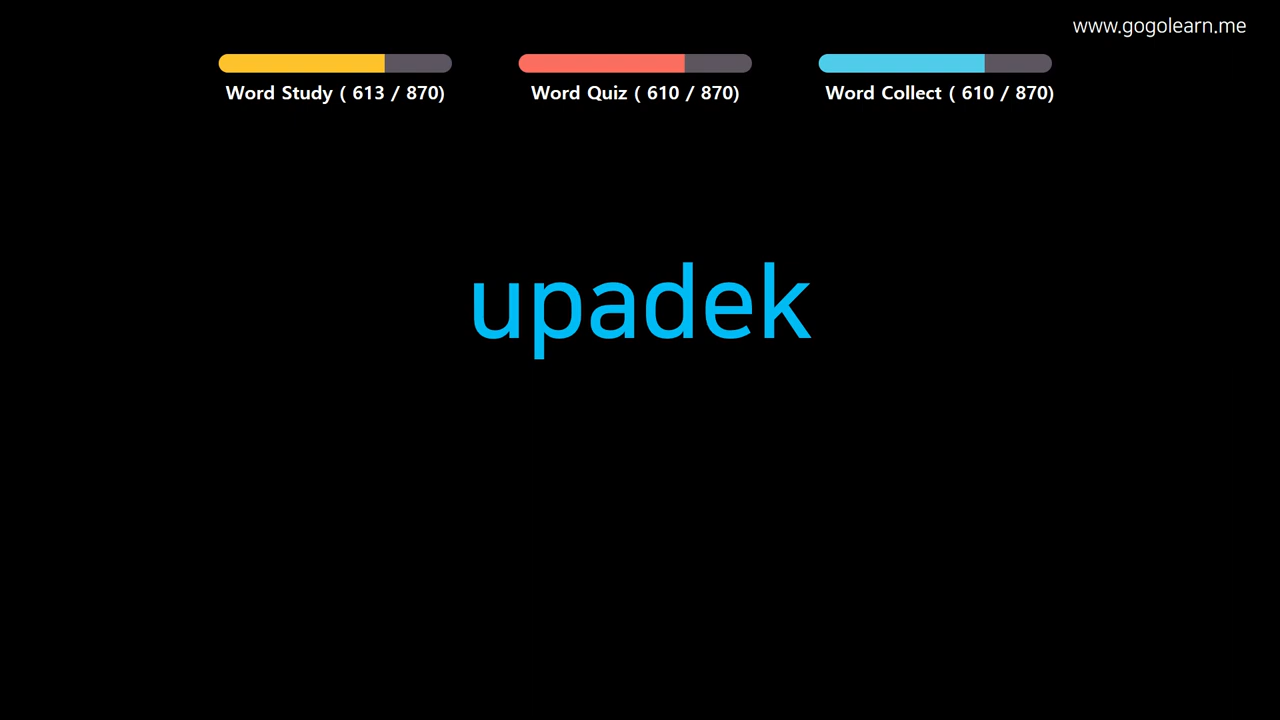 www.gogolearn.me
Word Study ( 613 / 870)
Word Quiz ( 610 / 870)
Word Collect ( 610 / 870)
upadek